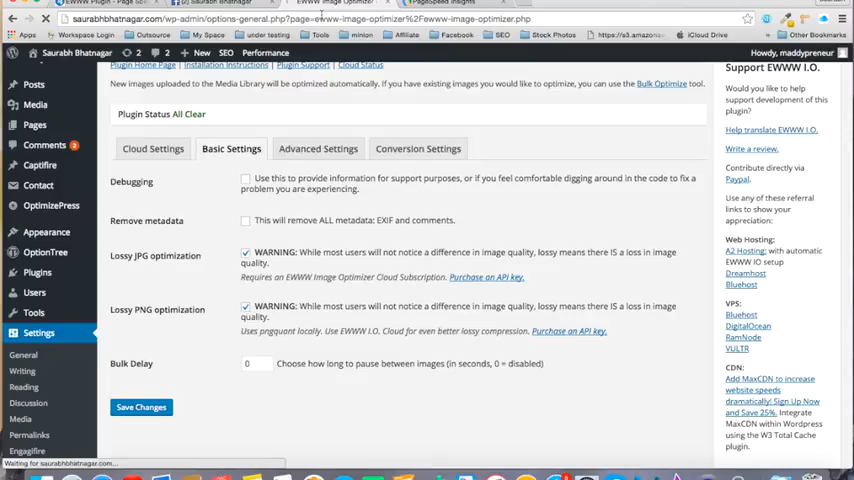 EWWW Plugin - Page Spe
Saurabh Bhatnagar
EWWW Image Optimizer
PageSpeed Insights
saurabhbhatnagar.com/wp-admin/options-general.php?page=ewww-image-optimizer%2Fewww-image-optimizer.php
Apps Outsource Business under testing Tools minion Affiliate Facebook SEO Stock Photos https://s3.amazonaws iCloud Drive
Saurabh Bhatnagar 2 2 + New SEO Performance Howdy, maddypreneur
Plugin Home Page | Installation Instructions | Plugin Support | Cloud Status
New images uploaded to the Media Library will be optimized automatically. If you have existing images you would like to optimize, you can use the Bulk Optimize tool.
Plugin Status All Clear
Cloud Settings
Basic Settings
Advanced Settings
Conversion Settings
Debugging
Use this to provide information for support purposes, or if you feel comfortable digging around in the code to fix a
problem you are experiencing.
Remove metadata
This will remove ALL metadata: EXIF and comments.
Lossy JPG optimization
WARNING: While most users will not notice a difference in image quality, lossy means there IS a loss in image
quality.
Requires an EWWW Image Optimizer Cloud Subscription. Purchase an API key.
Lossy PNG optimization
WARNING: While most users will not notice a difference in image quality, lossy means there IS a loss in image
quality.
Uses pngquant locally. Use EWWW I.O. Cloud for even better lossy compression. Purchase an API key.
Bulk Delay
0
Choose how long to pause between images (in seconds, 0 = disabled)
Save Changes
Posts
Media
Pages
Comments 2
Captifire
Contact
OptimizePress
Appearance
OptionTree
Plugins
Users
Tools
Settings
General
Writing
Reading
Discussion
Media
Permalinks
Engagifire
Waiting for saurabhbhatnagar.com...
Support EWWW I.O.
Would you like to help
support development of this
plugin?
Help translate EWWW I.O.
Write a review.
Contribute directly via
Paypal.
Use any of these referral
links to show your
appreciation:
Web Hosting:
A2 Hosting: with automatic
EWWW IO setup
Dreamhost
Bluehost
VPS:
Bluehost
DigitalOcean
RamNode
VULTR
CDN:
Add MaxCDN to increase
website speeds
dramatically! Sign Up Now
and Save 25%. Integrate
MaxCDN within Wordpress
using the W3 Total Cache
plugin.